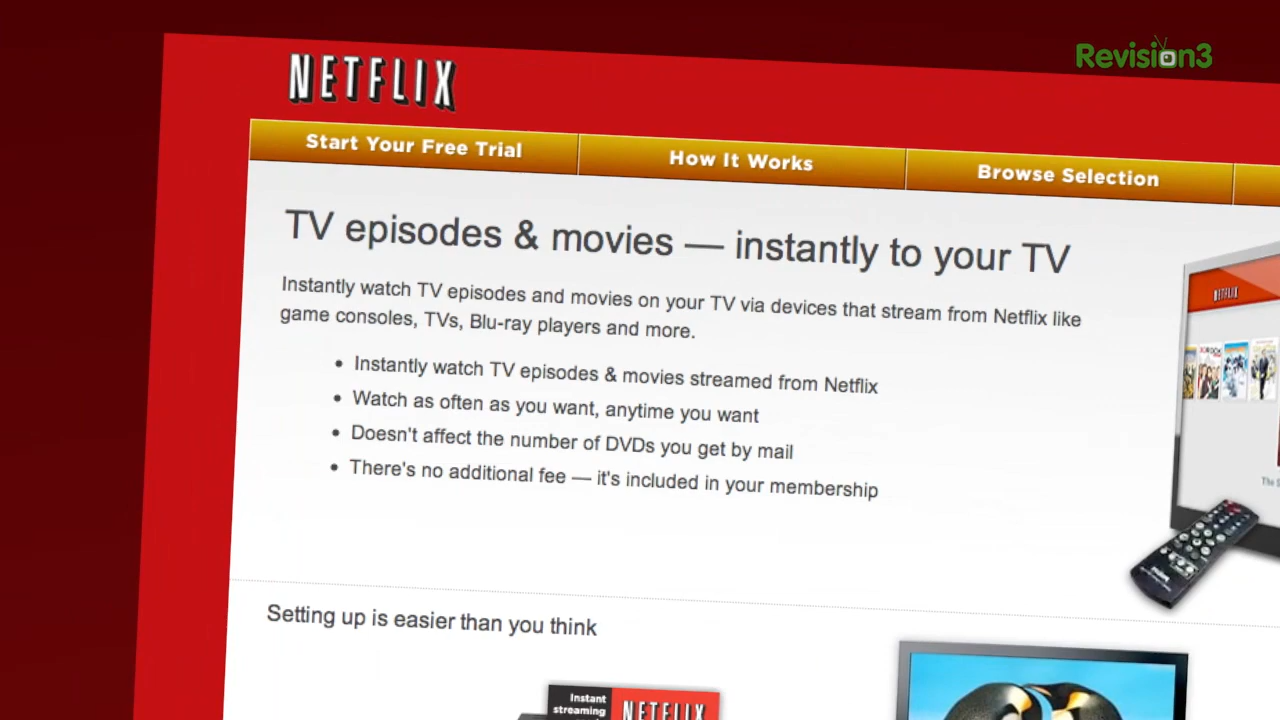 Revision3
NETFLIX
Start Your Free Trial
How It Works
Browse Selection
TV episodes & movies — instantly to your TV
Instantly watch TV episodes and movies on your TV via devices that stream from Netflix like
game consoles, TVs, Blu-ray players and more.
• Instantly watch TV episodes & movies streamed from Netflix
• Watch as often as you want, anytime you want
• Doesn't affect the number of DVDs you get by mail
• There's no additional fee — it's included in your membership
NETFLIX
The
Setting up is easier than you think
Instant
streaming
NETFLIX